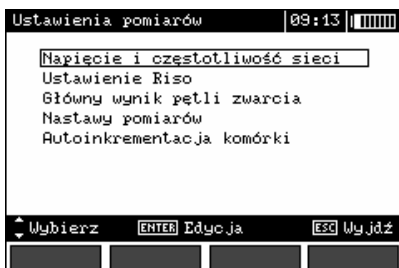 Ustawienia pomiarów 09:13
Napięcie i częstotliwość sieci
Ustawienie Riso
Główny wynik pętli zwarcia
Nastawy pomiarów
Autoinkrementacja komórki
Wybierz ENTER Edycja ESC Wyjdź